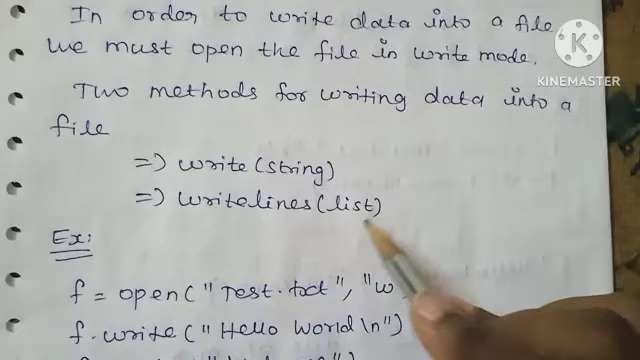 In order to write data into a file
we must open the file in write mode.
Two methods for writing data into a
file
=> write(string)
=> writelines(list)
Ex:
f = open("Test.txt", "w
f.write("Hello World\n")
K
KINEMASTER